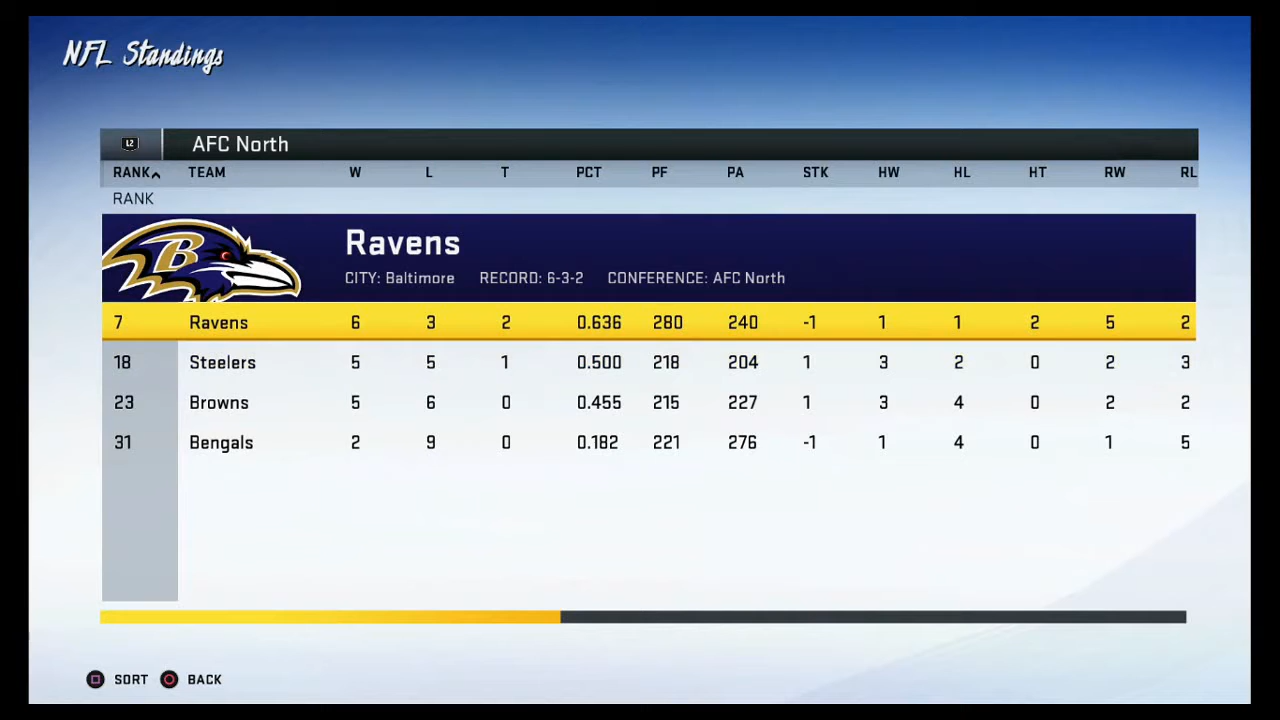 NFL Standings
L2 AFC North
RANK TEAM W L T PCT PF PA STK HW HL HT RW RL
RANK
B
Ravens
CITY: Baltimore RECORD: 6-3-2 CONFERENCE: AFC North
7 Ravens 6 3 2 0.636 280 240 -1 1 1 2 5 2
18 Steelers 5 5 1 0.500 218 204 1 3 2 0 2 3
23 Browns 5 6 0 0.455 215 227 1 3 4 0 2 2
31 Bengals 2 9 0 0.182 221 276 -1 1 4 0 1 5
SORT BACK